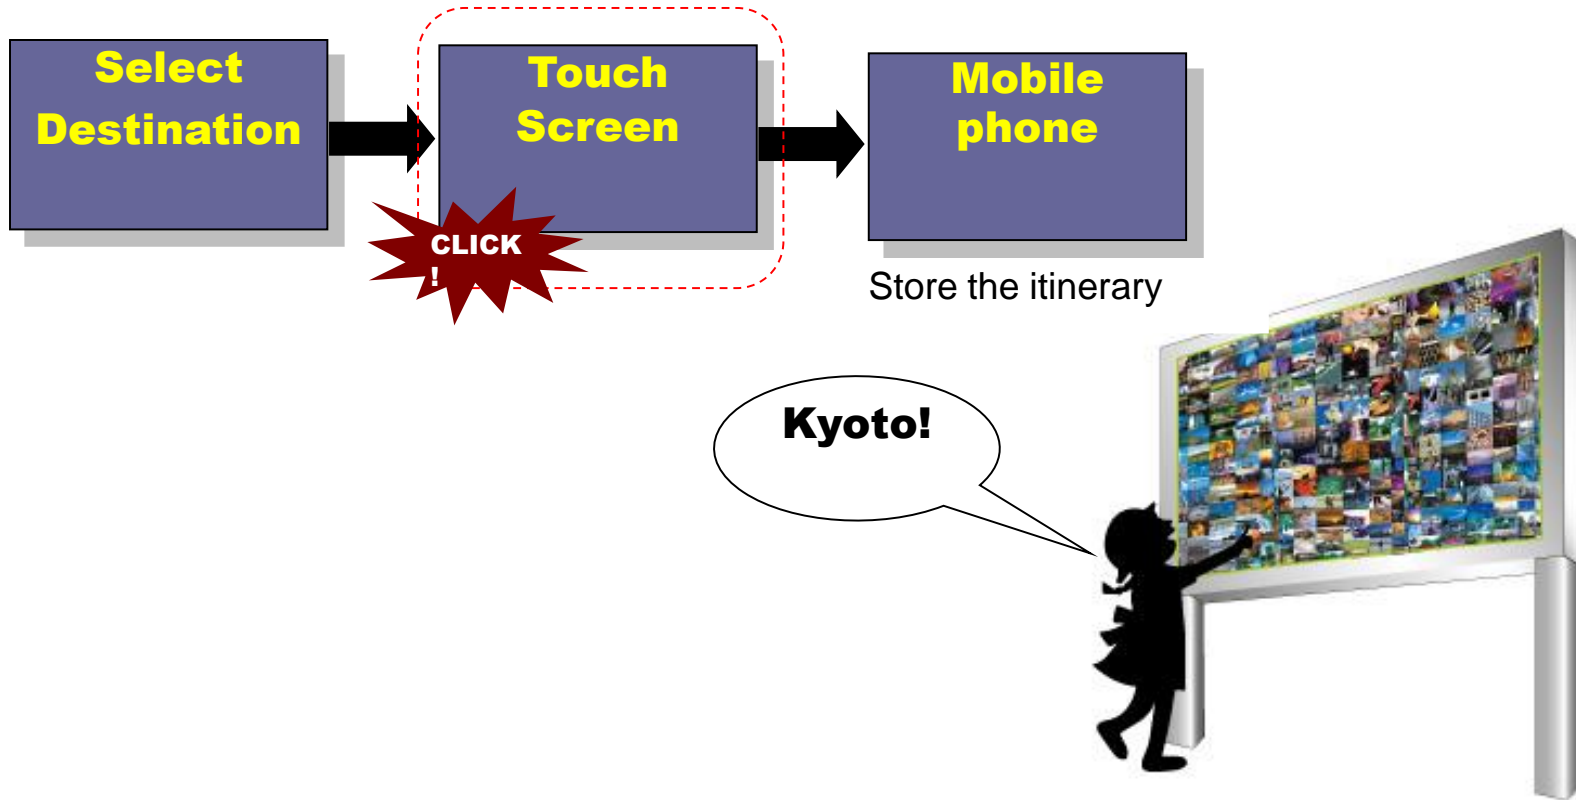 Select
Destination
Touch
Screen
Mobile
phone
CLICK
!
Store the itinerary
Kyoto!